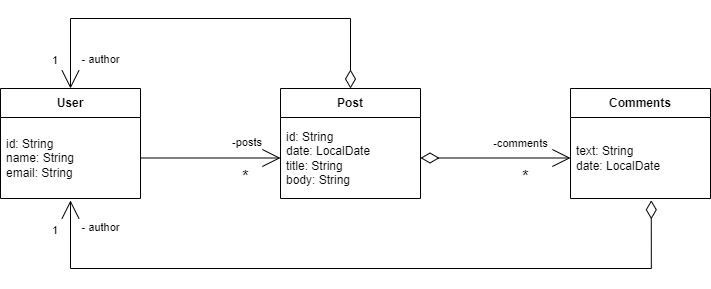 1
- author
User
id: String
name: String
email: String
-posts
*
Post
id: String
date: LocalDate
title: String
body: String
-comments
*
Comments
text: String
date: LocalDate
1
- author